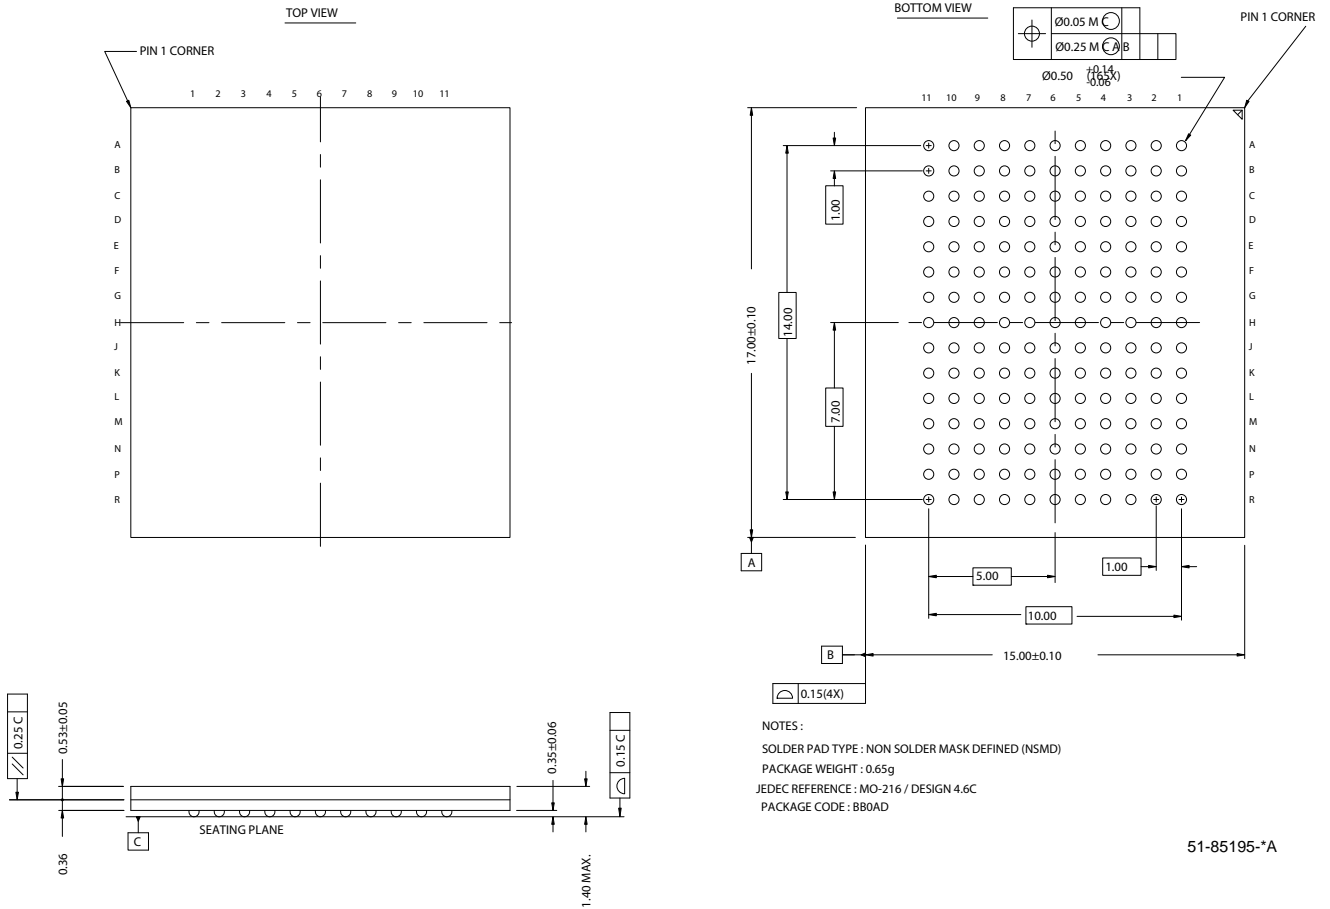 TOP VIEW
PIN 1 CORNER
1 2 3 4 5 6 7 8 9 10 11
A
B
C
D
E
F
G
H
J
K
L
M
N
P
R
BOTTOM VIEW
PIN 1 CORNER
Ø0.05 M C
Ø0.25 M C A B
Ø0.50 (165X)
+0.14
-0.06
11 10 9 8 7 6 5 4 3 2 1
A
B
C
D
E
F
G
H
J
K
L
M
N
P
R
1.00
14.00
17.00±0.10
7.00
A
5.00
1.00
10.00
B
15.00±0.10
0.15(4X)
0.25 C
0.53±0.05
0.36
C
SEATING PLANE
0.35±0.06
0.15 C
1.40 MAX.
NOTES :
SOLDER PAD TYPE : NON SOLDER MASK DEFINED (NSMD)
PACKAGE WEIGHT : 0.65g
JEDEC REFERENCE : MO-216 / DESIGN 4.6C
PACKAGE CODE : BB0AD
51-85195-*A